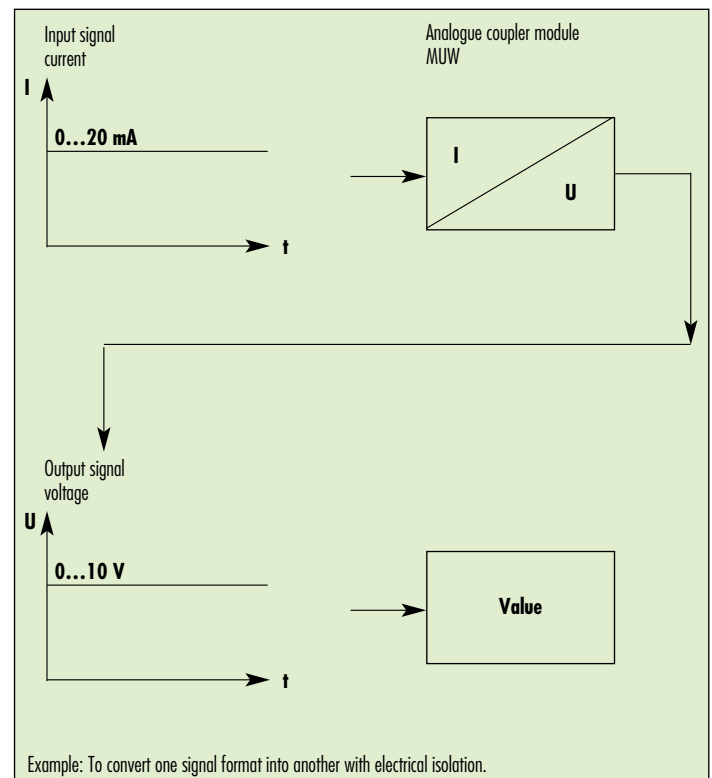 Input signal
current
Analogue coupler module
MUW
I
0...20 mA
I
U
t
Output signal
voltage
U
0...10 V
Value
t
Example: To convert one signal format into another with electrical isolation.